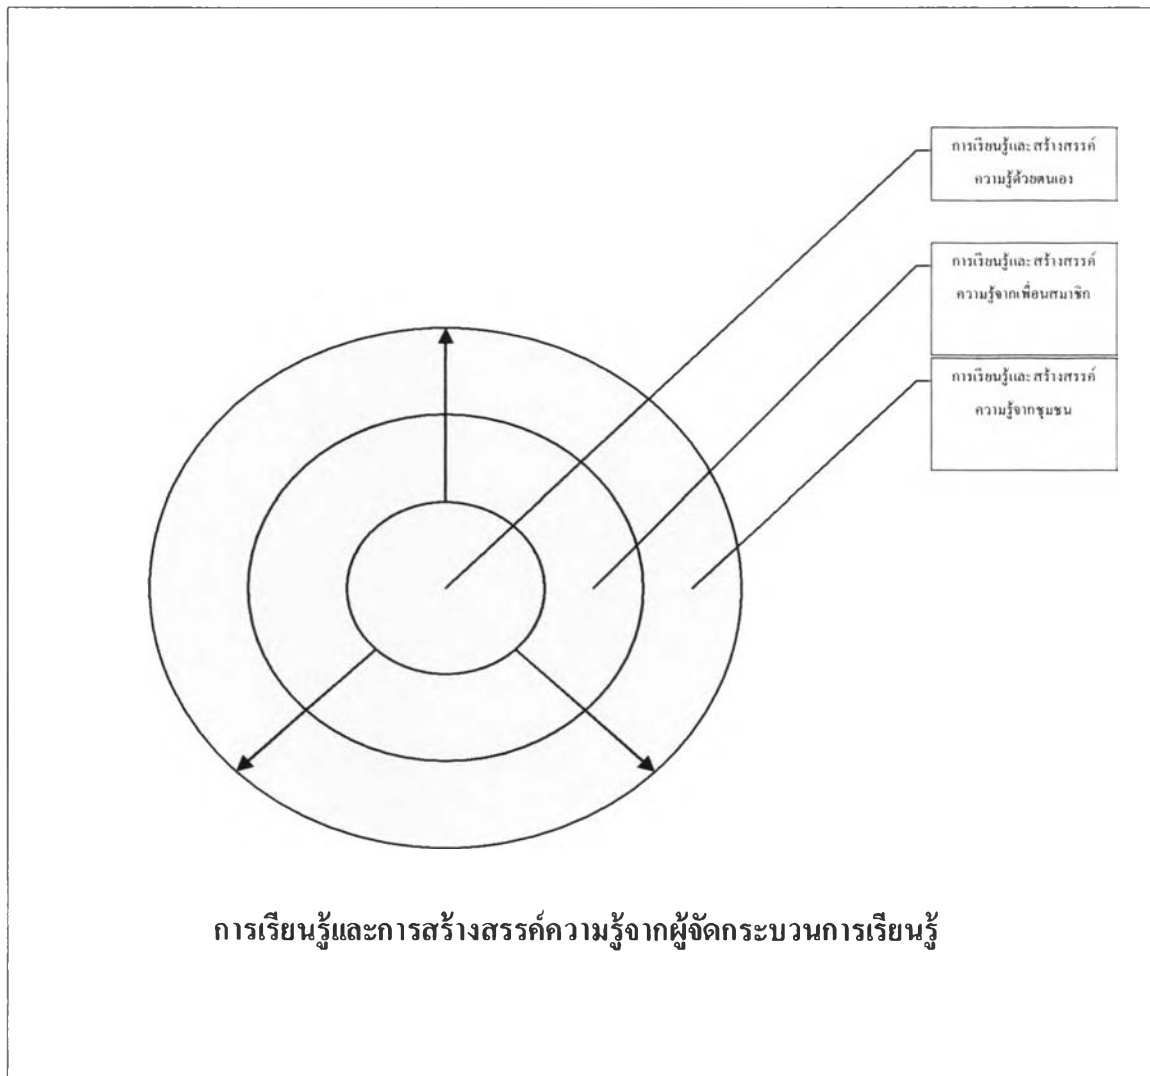 การเรียนรู้และสร้างสรรค์
ความรู้ด้วยตนเอง
การเรียนรู้และสร้างสรรค์
ความรู้จากเพื่อนสมาชิก
การเรียนรู้และสร้างสรรค์
ความรู้จากชุมชน
การเรียนรู้และการสร้างสรรค์ความรู้จากผู้จัดกระบวนการเรียนรู้